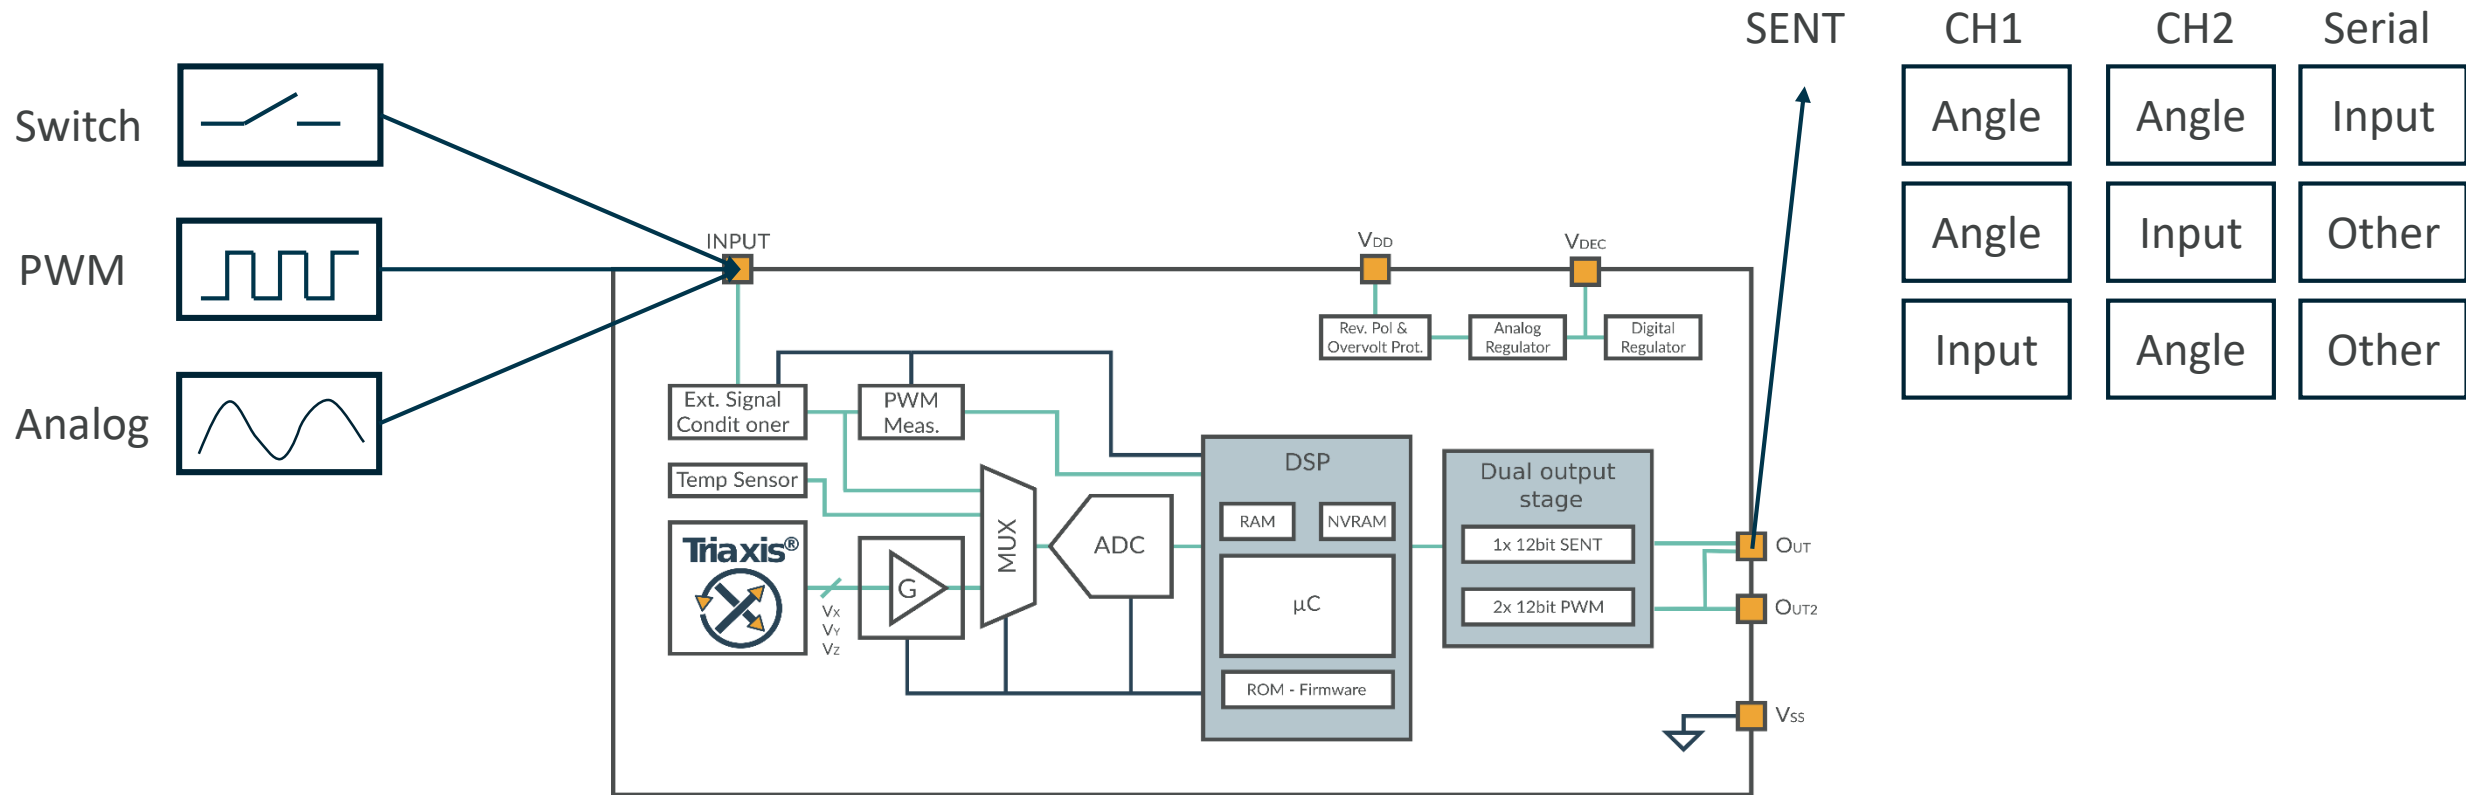 SENT CH1 CH2 Serial
Switch
Angle Angle Input
PWM
Angle Input Other
Analog
Input Angle Other
INPUT
VDD
VDEC
Rev. Pol &
Overvolt Prot.
Analog
Regulator
Digital
Regulator
Ext. Signal
Condit oner
PWM
Meas.
Temp Sensor
Triaxis®
VX
VY
VZ
G
MUX
ADC
DSP
RAM
NVRAM
µC
ROM - Firmware
Dual output
stage
1x 12bit SENT
2x 12bit PWM
OUT
OUT2
VSS